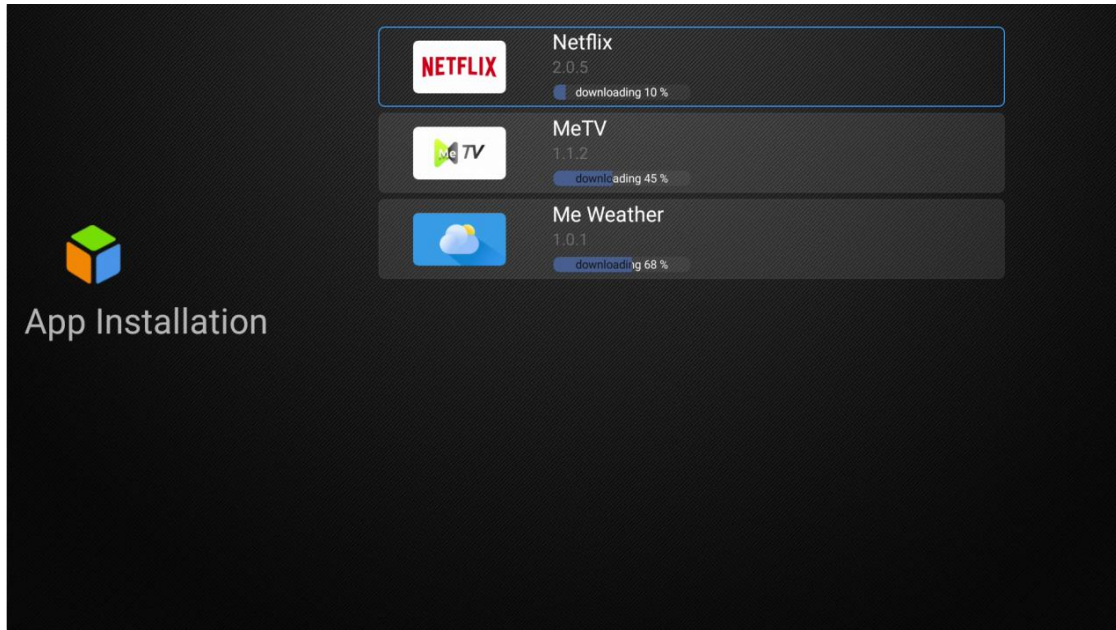 App Installation
NETFLIX
Netflix
2.0.5
downloading 10 %
Me TV
MeTV
1.1.2
downloading 45 %
Me Weather
1.0.1
downloading 68 %